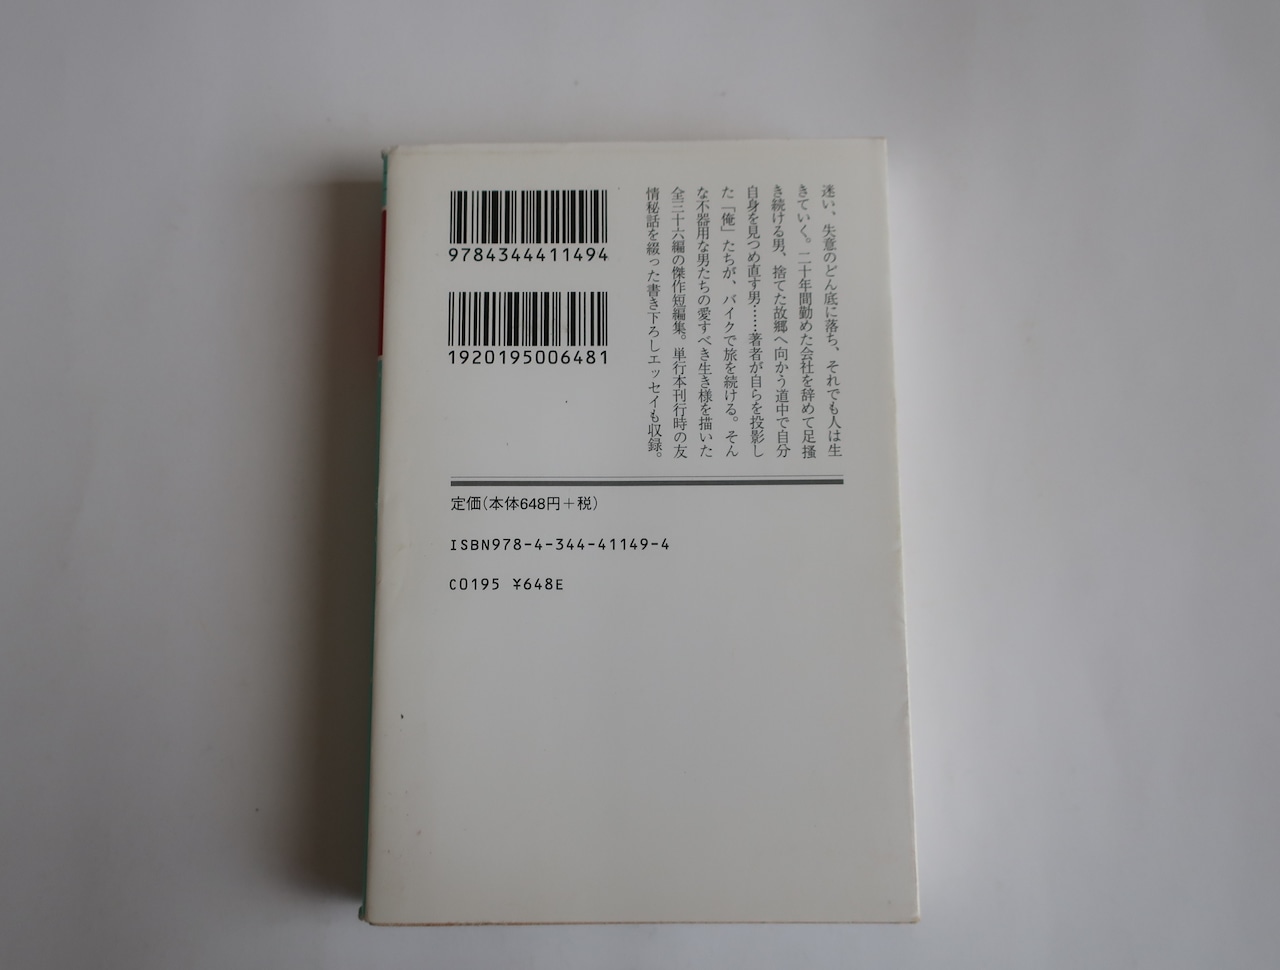 迷い、失意のどん底に落ち、それでも人は生
きていく。二十年間勤めた会社を辞めて足掻
き続ける男、捨てた故郷へ向かう道中で自分
自身を見つめ直す男……著者が自らを投影し
た「俺」たちが、バイクで旅を続ける。そん
な不器用な男たちの愛すべき生き様を描いた
全三十六編の傑作短編集。単行本刊行時の友
情秘話を綴った書き下ろしエッセイも収録。
9784344411494
1920195006481
定価(本体648円+税)
ISBN978-4-344-41149-4
C0195 ¥648E